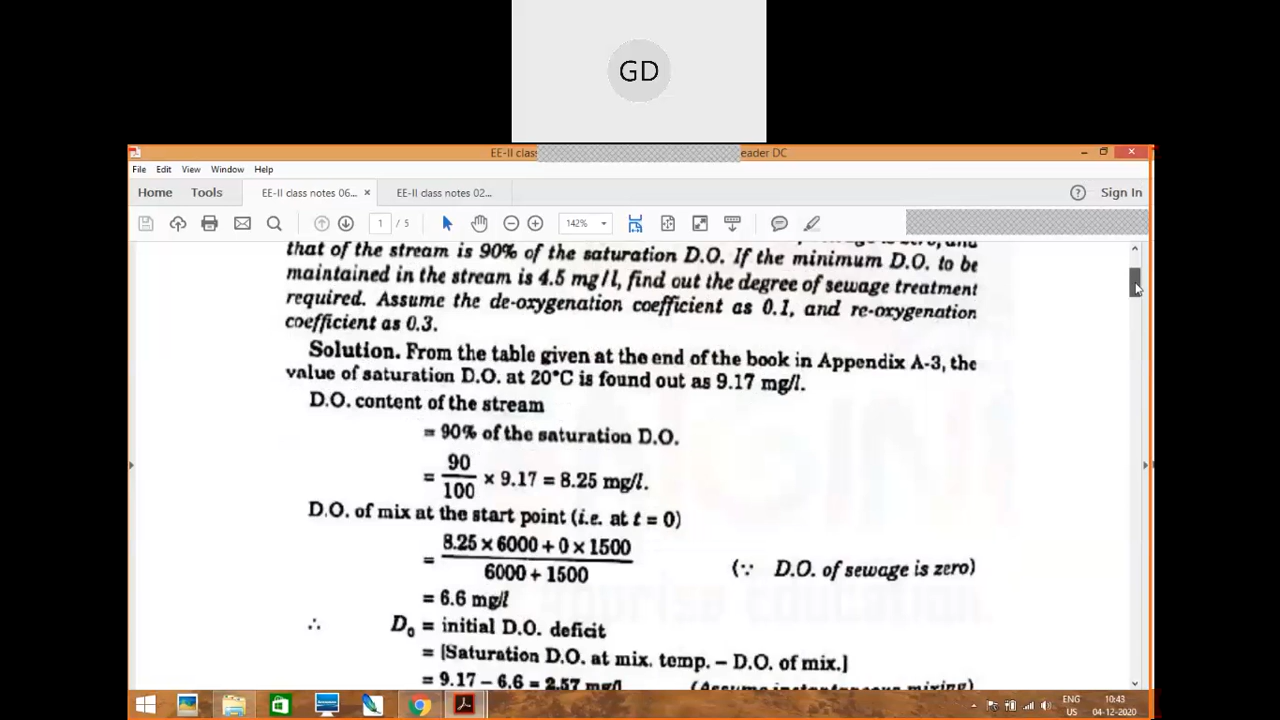 GD
EE-II class
eader DC
File Edit View Window Help
Home Tools EE-II class notes 06... × EE-II class notes 02... Sign In
1 / 5 142%
that of the stream is 90% of the saturation D.O. If the minimum D.O. to be
maintained in the stream is 4.5 mg/l, find out the degree of sewage treatment
required. Assume the de-oxygenation coefficient as 0.1, and re-oxygenation
coefficient as 0.3.
Solution. From the table given at the end of the book in Appendix A-3, the
value of saturation D.O. at 20°C is found out as 9.17 mg/l.
D.O. content of the stream
= 90% of the saturation D.O.
= 90/100 × 9.17 = 8.25 mg/l.
D.O. of mix at the start point (i.e. at t = 0)
8.25 × 6000 + 0 × 1500
= (∵ D.O. of sewage is zero)
6000 + 1500
= 6.6 mg/l
∴ D₀ = initial D.O. deficit
= [Saturation D.O. at mix. temp. – D.O. of mix.]
= 9.17 – 6.6 = 2.57 mg/l (Assume instantaneous mixing)
yourise Education
ENG 10:43
US 04-12-2020